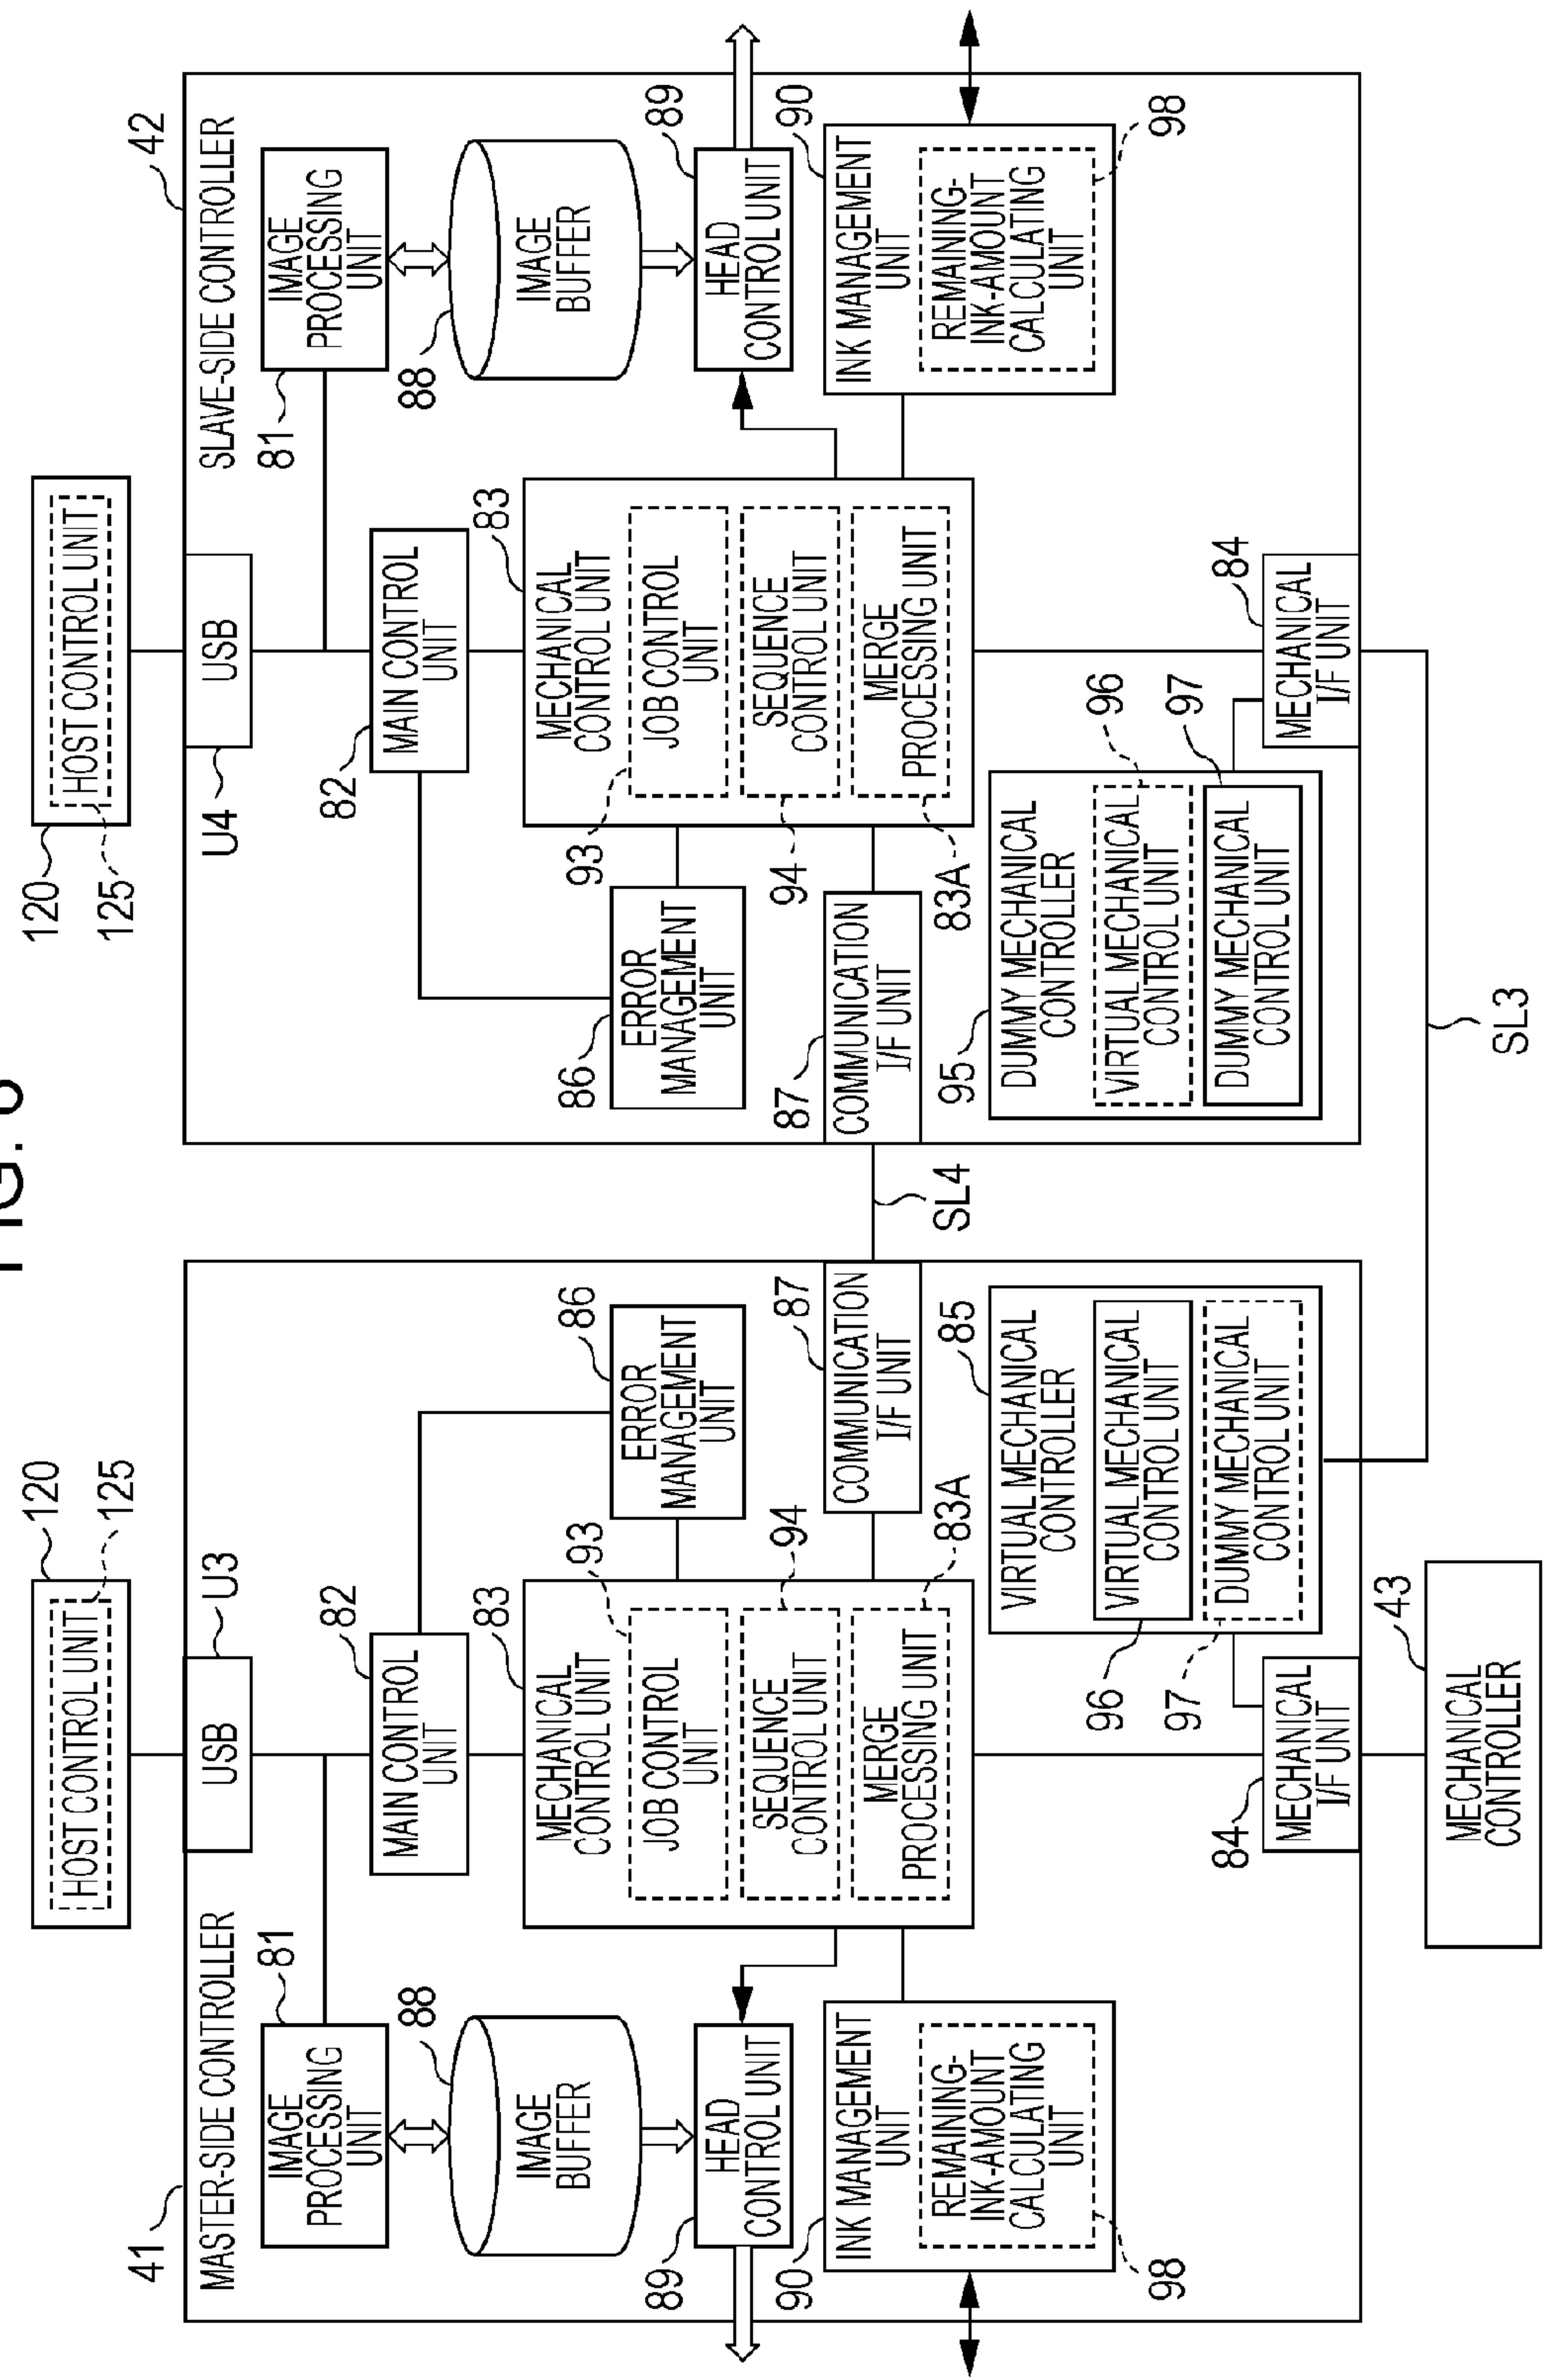 FIG. 6
120
HOST CONTROL UNIT
125
U3
USB
41
MASTER-SIDE CONTROLLER
81
IMAGE
PROCESSING
UNIT
82
MAIN CONTROL
UNIT
88
IMAGE
BUFFER
83
MECHANICAL
CONTROL UNIT
93
JOB CONTROL
UNIT
94
SEQUENCE
CONTROL UNIT
83A
MERGE
PROCESSING UNIT
86
ERROR
MANAGEMENT
UNIT
89
HEAD
CONTROL UNIT
87
COMMUNICATION
I/F UNIT
90
INK MANAGEMENT
UNIT
REMAINING-
INK-AMOUNT
CALCULATING
UNIT
98
85
VIRTUAL MECHANICAL
CONTROLLER
VIRTUAL MECHANICAL
CONTROL UNIT
96
DUMMY MECHANICAL
CONTROL UNIT
97
84
MECHANICAL
I/F UNIT
43
MECHANICAL
CONTROLLER
SL4
SL3
120
HOST CONTROL UNIT
125
U4
USB
42
SLAVE-SIDE CONTROLLER
81
IMAGE
PROCESSING
UNIT
82
MAIN CONTROL
UNIT
88
IMAGE
BUFFER
83
MECHANICAL
CONTROL UNIT
93
JOB CONTROL
UNIT
94
SEQUENCE
CONTROL UNIT
83A
MERGE
PROCESSING UNIT
86
ERROR
MANAGEMENT
UNIT
89
HEAD
CONTROL UNIT
87
COMMUNICATION
I/F UNIT
90
INK MANAGEMENT
UNIT
REMAINING-
INK-AMOUNT
CALCULATING
UNIT
98
95
DUMMY MECHANICAL
CONTROLLER
VIRTUAL MECHANICAL
CONTROL UNIT
96
DUMMY MECHANICAL
CONTROL UNIT
97
84
MECHANICAL
I/F UNIT